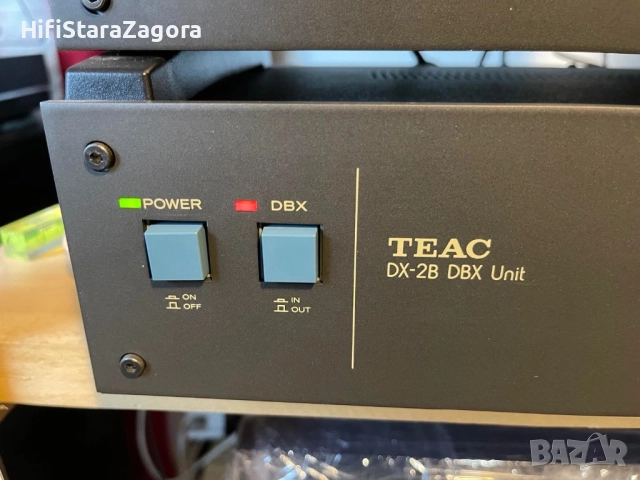 HifiStaraZagora
POWER
DBX
ON
OFF
IN
OUT
TEAC
DX-2B DBX Unit
BAZAR